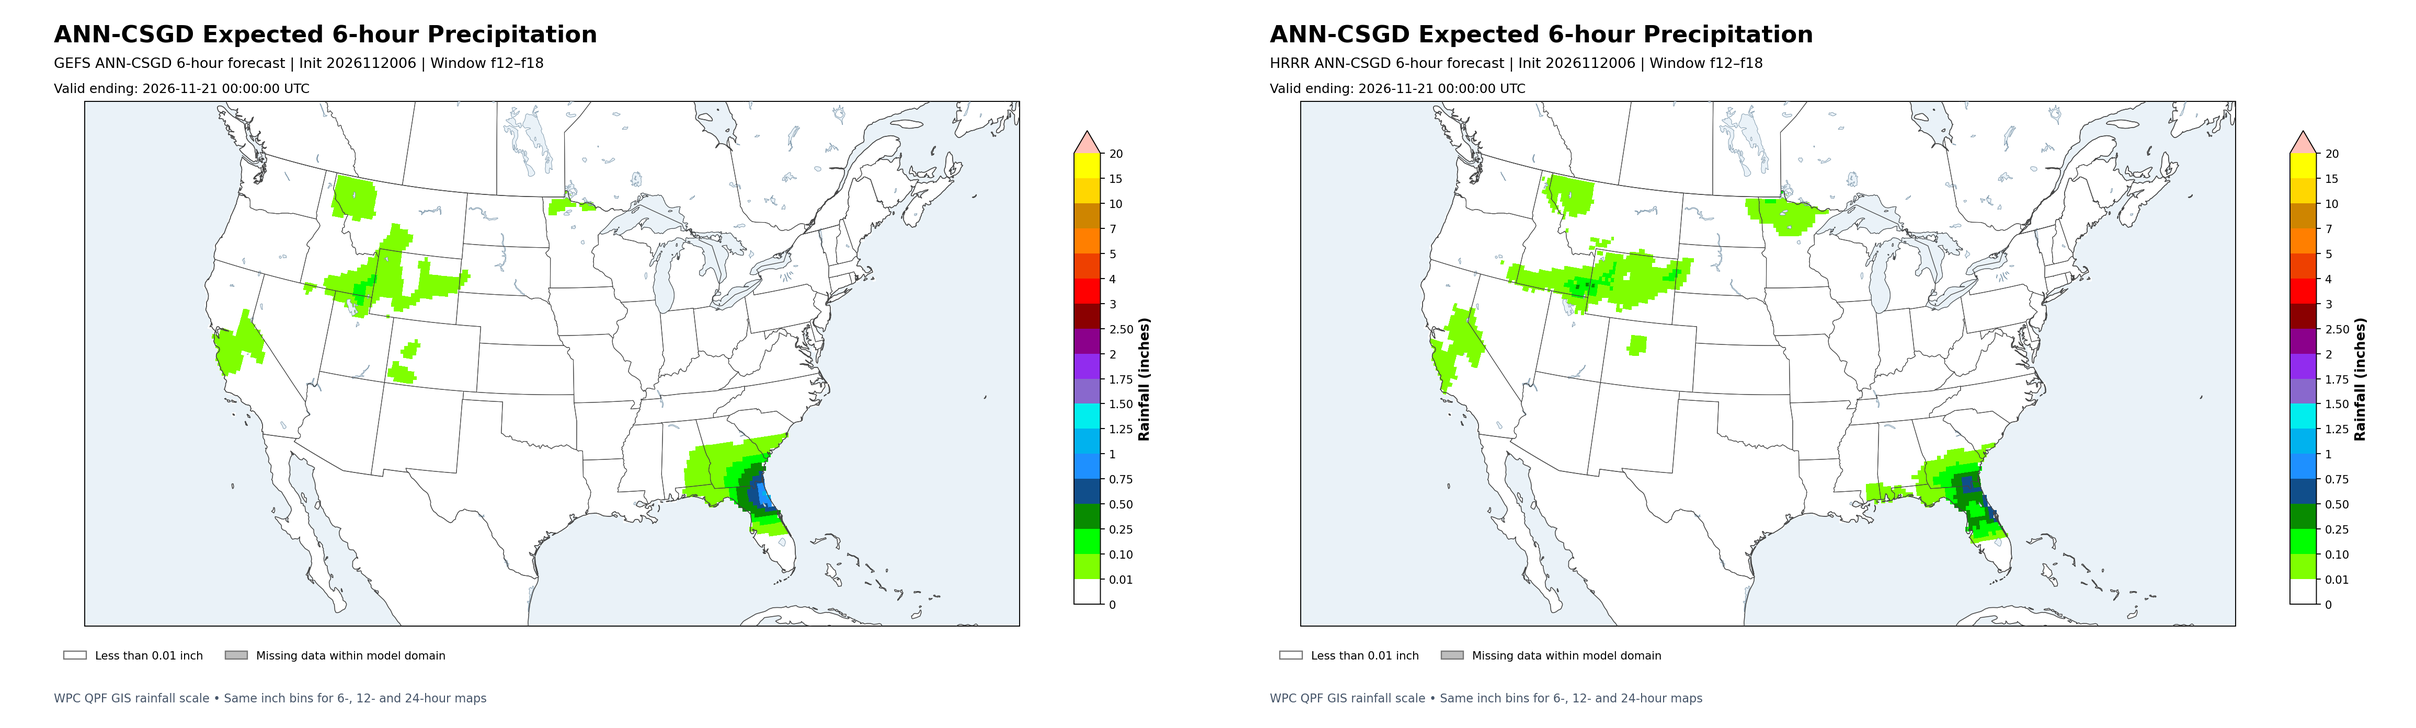 ANN-CSGD Expected 6-hour Precipitation
GEFS ANN-CSGD 6-hour forecast | Init 2026112006 | Window f12–f18
Valid ending: 2026-11-21 00:00:00 UTC
20
15
10
7
5
4
3
2.50
2
1.75
1.50
1.25
1
0.75
0.50
0.25
0.10
0.01
0
Rainfall (inches)
Less than 0.01 inch
Missing data within model domain
WPC QPF GIS rainfall scale • Same inch bins for 6-, 12- and 24-hour maps
ANN-CSGD Expected 6-hour Precipitation
HRRR ANN-CSGD 6-hour forecast | Init 2026112006 | Window f12–f18
Valid ending: 2026-11-21 00:00:00 UTC
20
15
10
7
5
4
3
2.50
2
1.75
1.50
1.25
1
0.75
0.50
0.25
0.10
0.01
0
Rainfall (inches)
Less than 0.01 inch
Missing data within model domain
WPC QPF GIS rainfall scale • Same inch bins for 6-, 12- and 24-hour maps